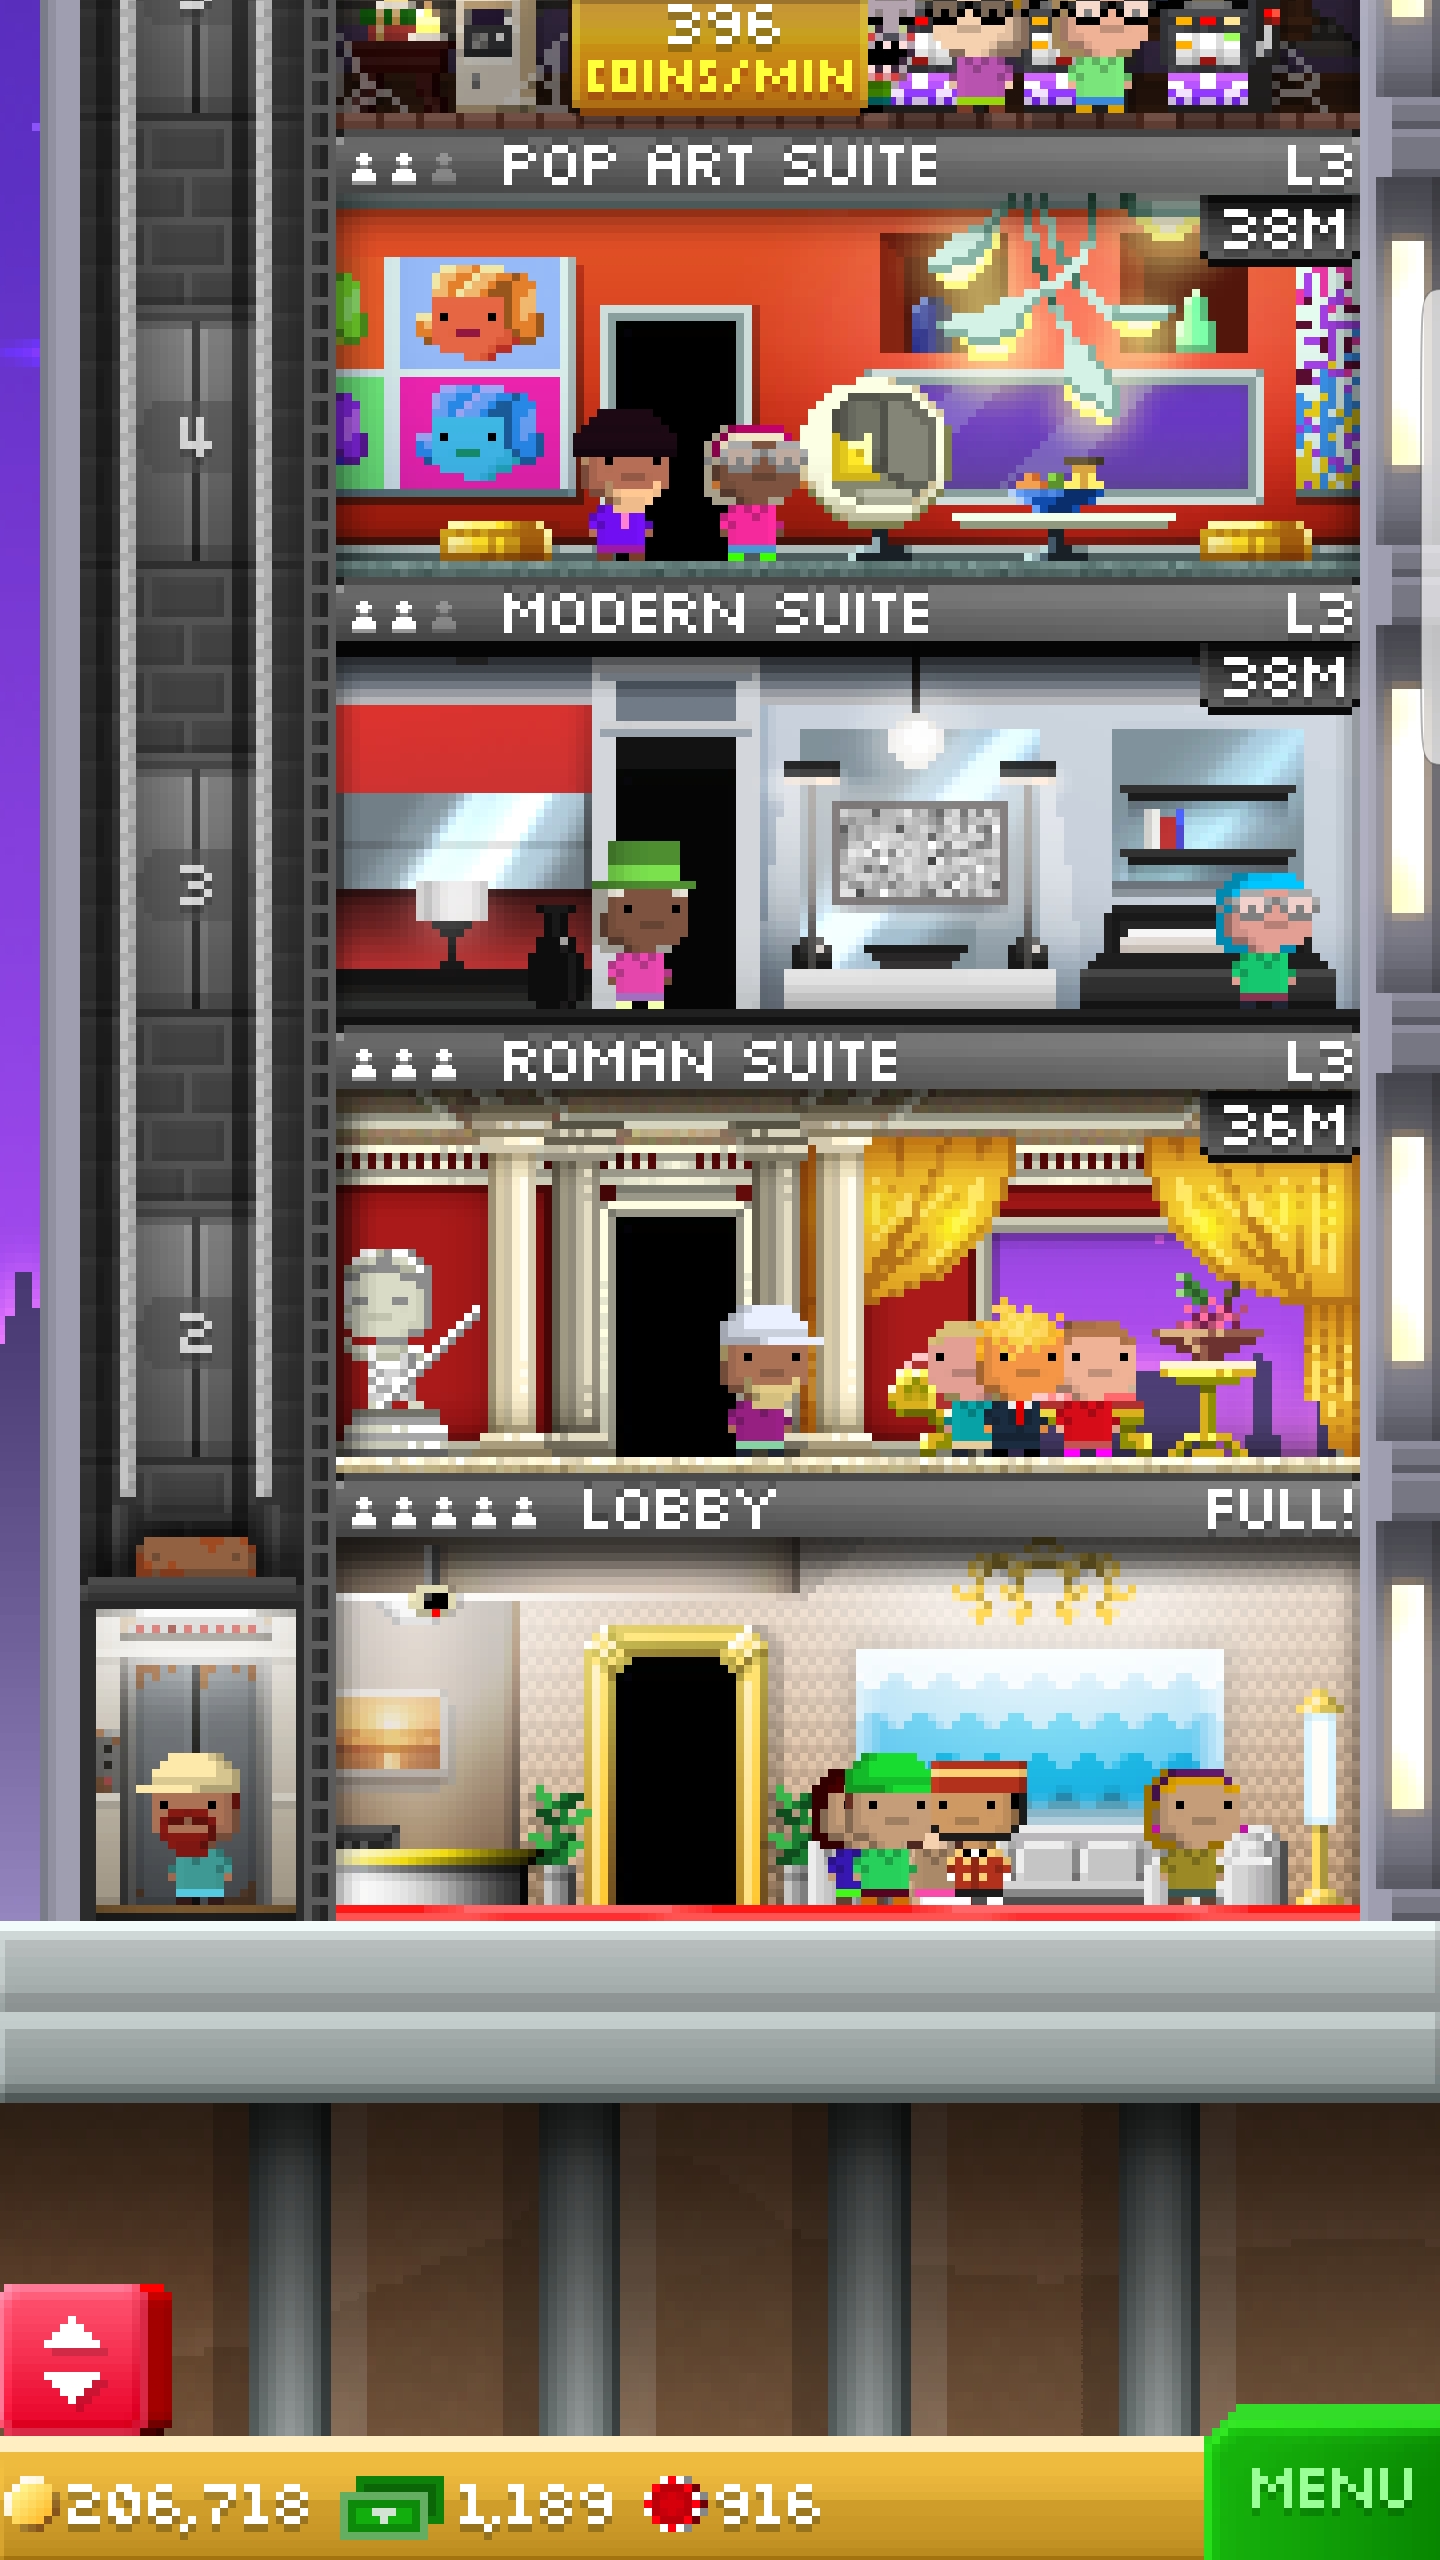 396
COINS/MIN
POP ART SUITE L3
38M
4
MODERN SUITE L3
38M
3
ROMAN SUITE L3
36M
2
LOBBY FULL!
206,718 1,189 916
MENU